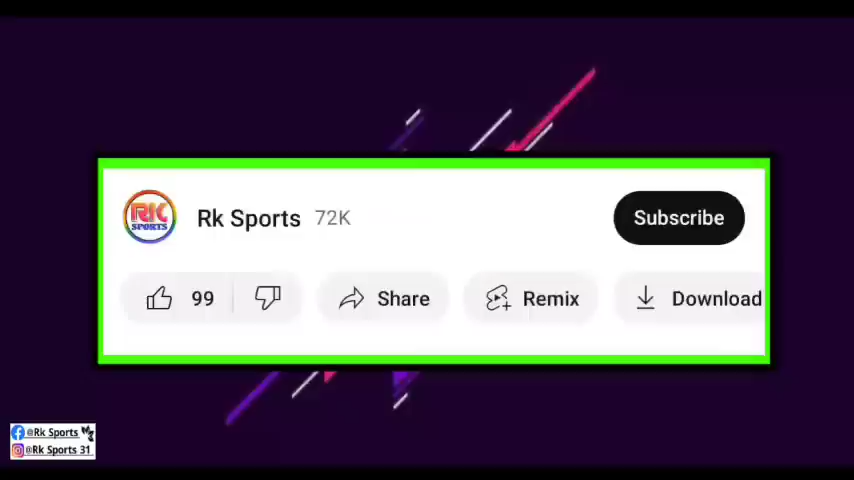 RK
SPORTS
Rk Sports 72K
Subscribe
99
Share
Remix
Download
@Rk Sports
@Rk Sports 31